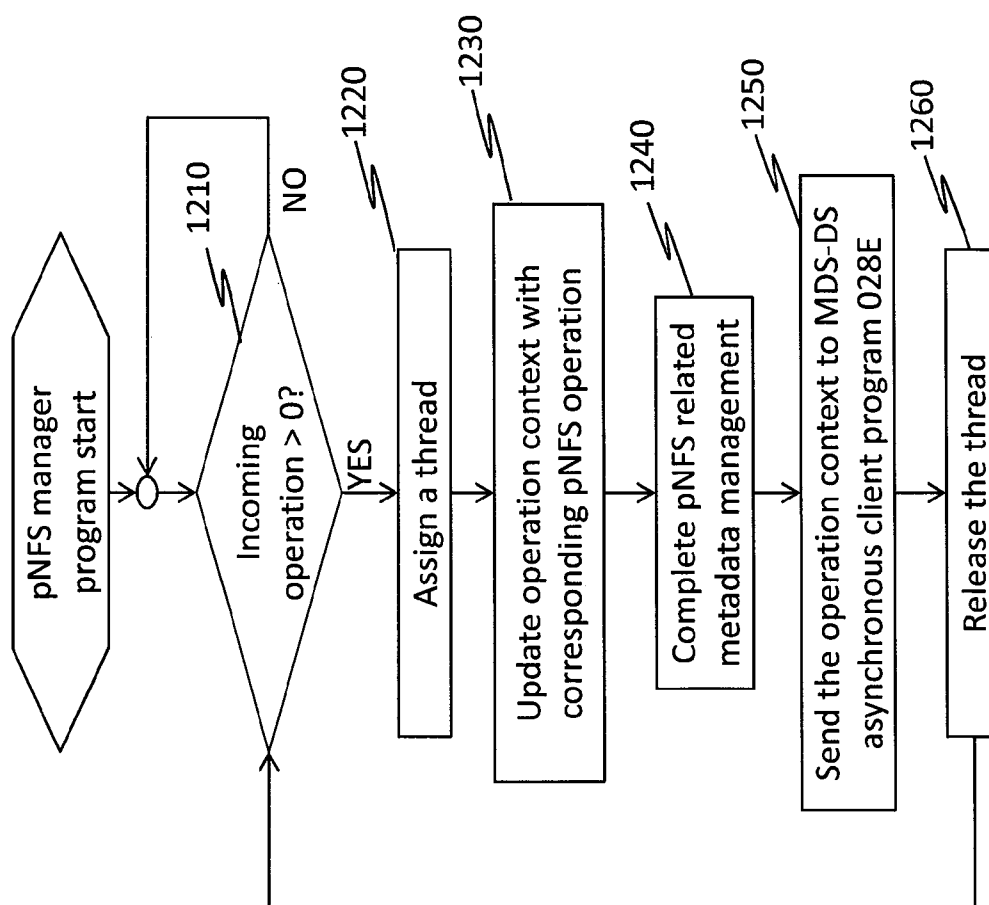 pNFS manager
program start
1210
Incoming
operation > 0?
NO
YES
1220
Assign a thread
1230
Update operation context with
corresponding pNFS operation
1240
Complete pNFS related
metadata management
1250
Send the operation context to MDS-DS
asynchronous client program 028E
1260
Release the thread